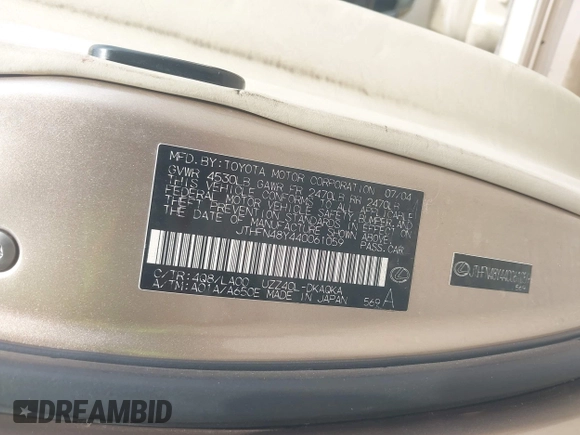 MFD. BY: TOYOTA MOTOR CORPORATION 07/04
GVWR 4530LB GAWR FR 2470LB RR 2470LB
THIS VEHICLE CONFORMS TO ALL APPLICABLE
FEDERAL MOTOR VEHICLE SAFETY, BUMPER, AND
THEFT PREVENTION STANDARDS IN EFFECT ON
THE DATE OF MANUFACTURE SHOWN ABOVE.
JTHFN48Y440061059 PASS. CAR
C/TR: 4Q8/LA00 UZZ40L-DKAQKA
A/TM: A01A/A650E MADE IN JAPAN
569 A
569
DREAMBID